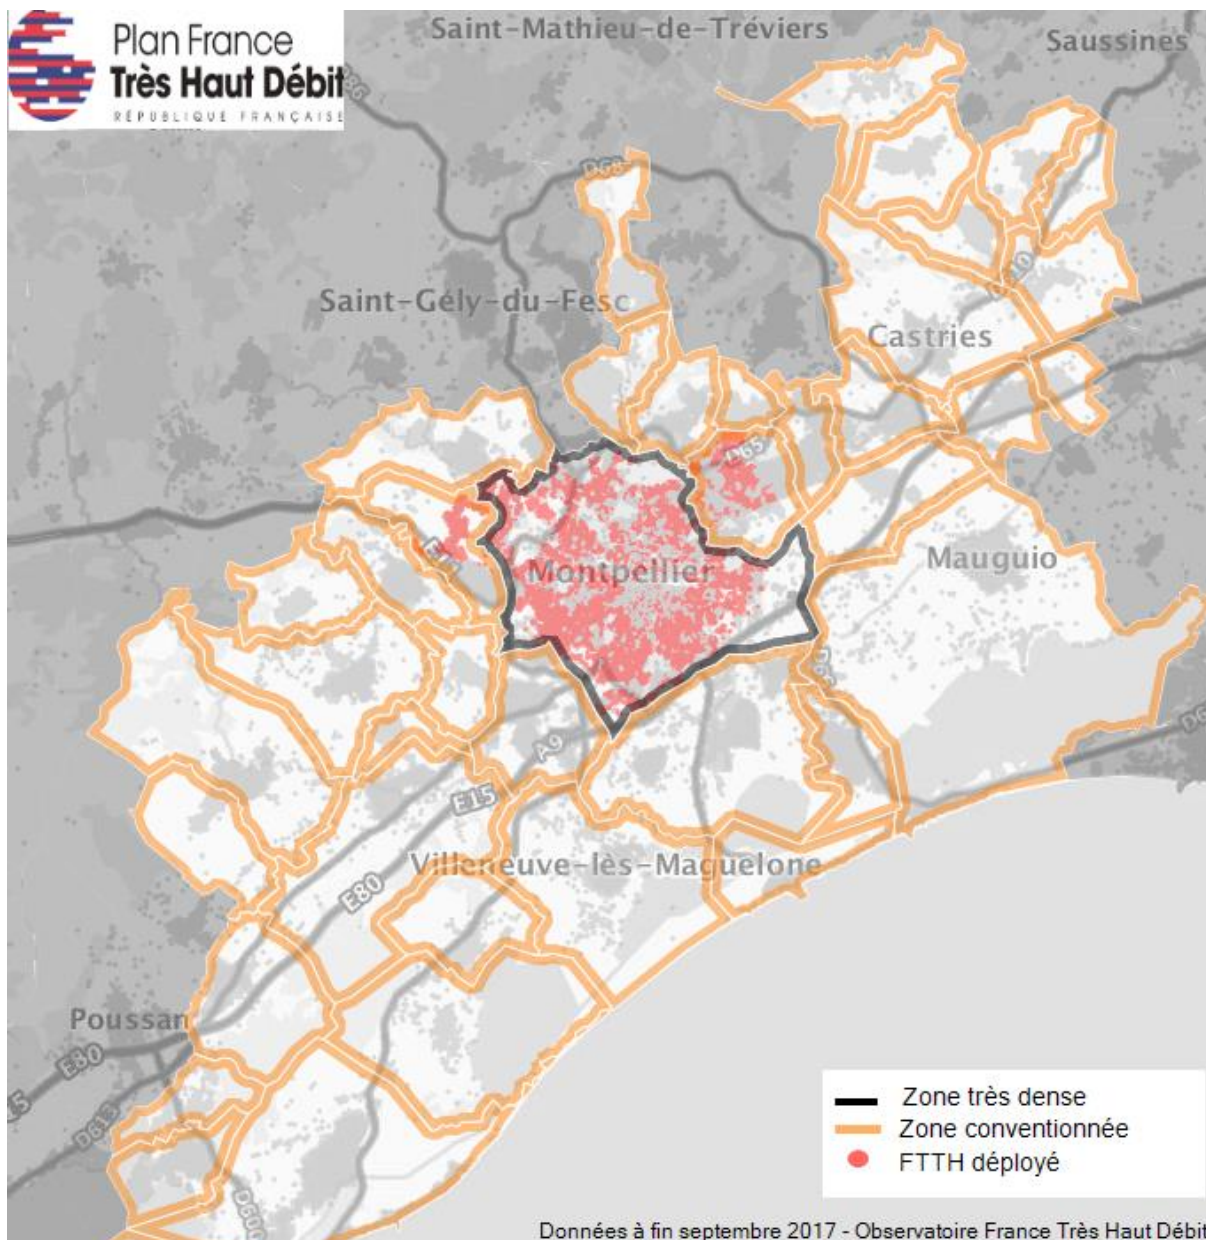 Plan France
Très Haut Débit
RÉPUBLIQUE FRANÇAISE
Saint-Mathieu-de-Tréviers
Saussines
D68
Saint-Gély-du-Fesc
Castries
D65
Montpellier
Mauguio
A9
E15
Villeneuve-lès-Maguelone
E80
Poussan
E80
D613
D600
Zone très dense
Zone conventionnée
FTTH déployé
Données à fin septembre 2017 - Observatoire France Très Haut Débit